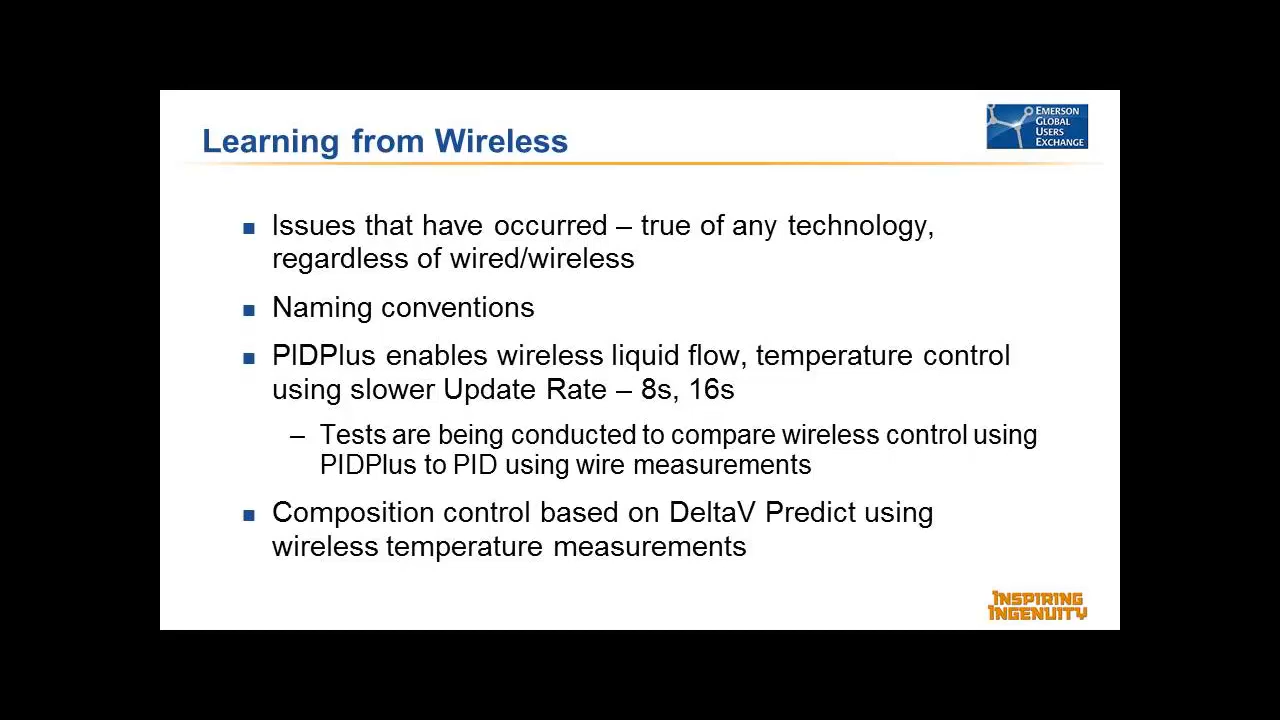 Learning from Wireless
EMERSON
GLOBAL
USERS
EXCHANGE
Issues that have occurred – true of any technology,
regardless of wired/wireless
Naming conventions
PIDPlus enables wireless liquid flow, temperature control
using slower Update Rate – 8s, 16s
– Tests are being conducted to compare wireless control using
PIDPlus to PID using wire measurements
Composition control based on DeltaV Predict using
wireless temperature measurements
INSPIRING
INGENUITY